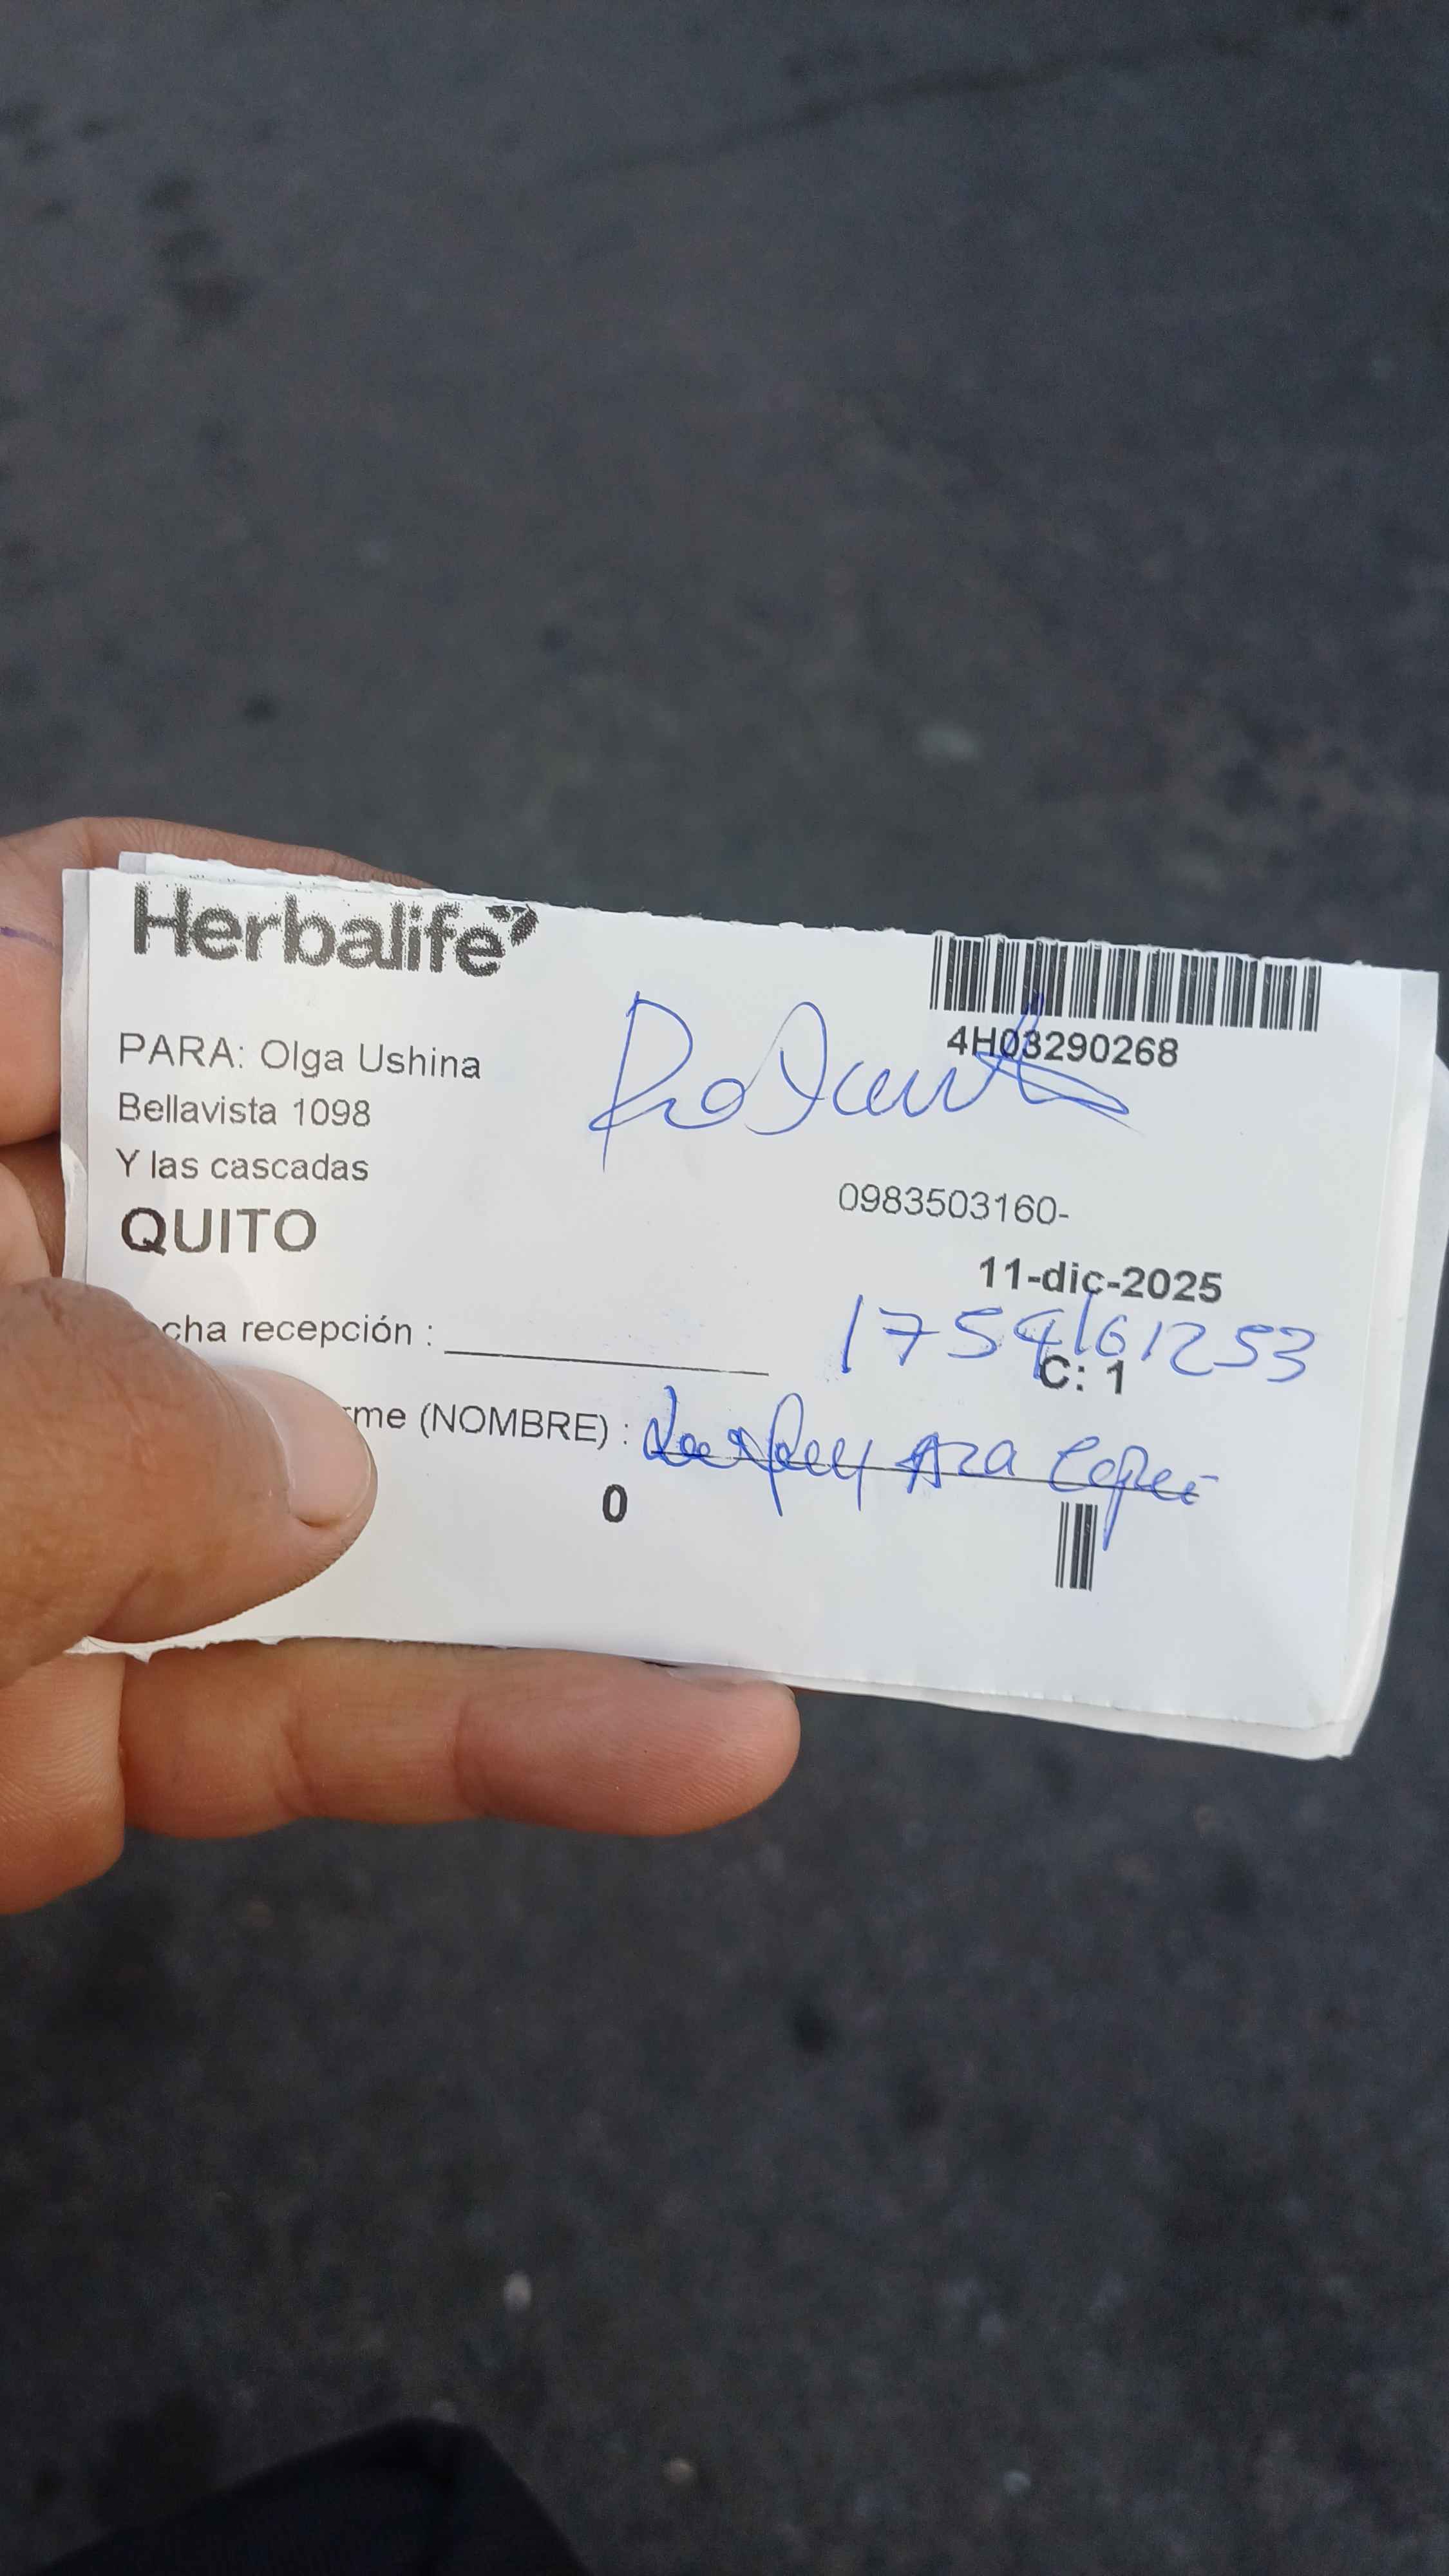 Herbalife
4H03290268
PARA: Olga Ushina
Bellavista 1098
Y las cascadas
QUITO
0983503160-
11-dic-2025
cha recepción :
1754161253
C: 1
rme (NOMBRE) :
0